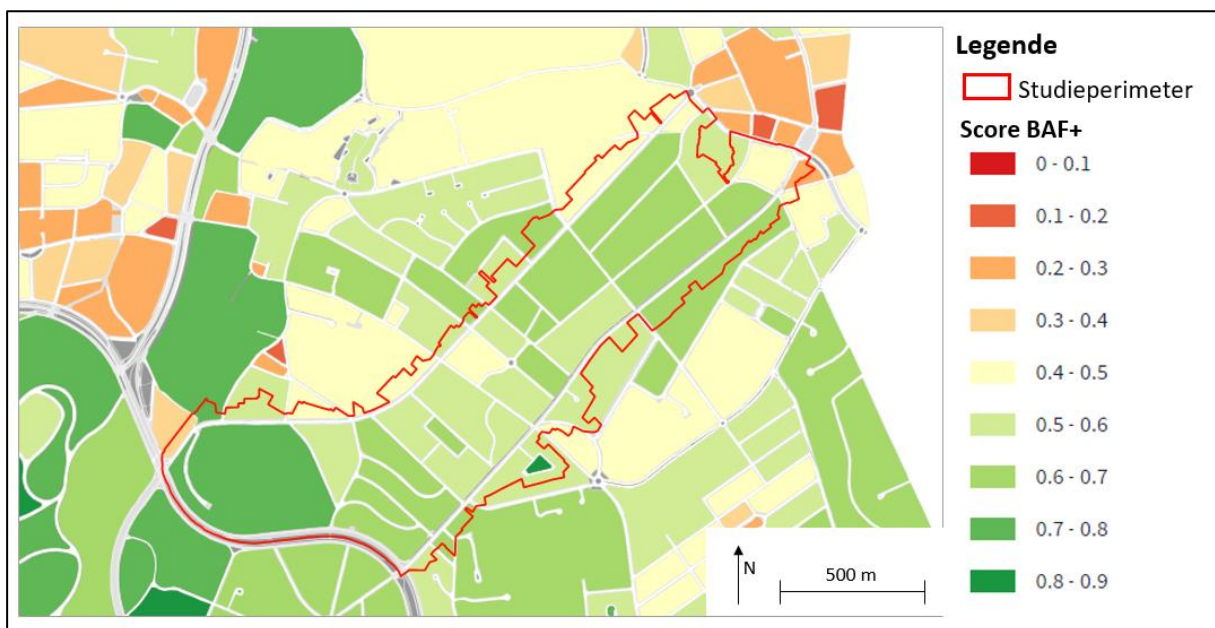 Legende
Studieperimeter
Score BAF+
0 - 0.1
0.1 - 0.2
0.2 - 0.3
0.3 - 0.4
0.4 - 0.5
0.5 - 0.6
0.6 - 0.7
0.7 - 0.8
0.8 - 0.9
N
500 m